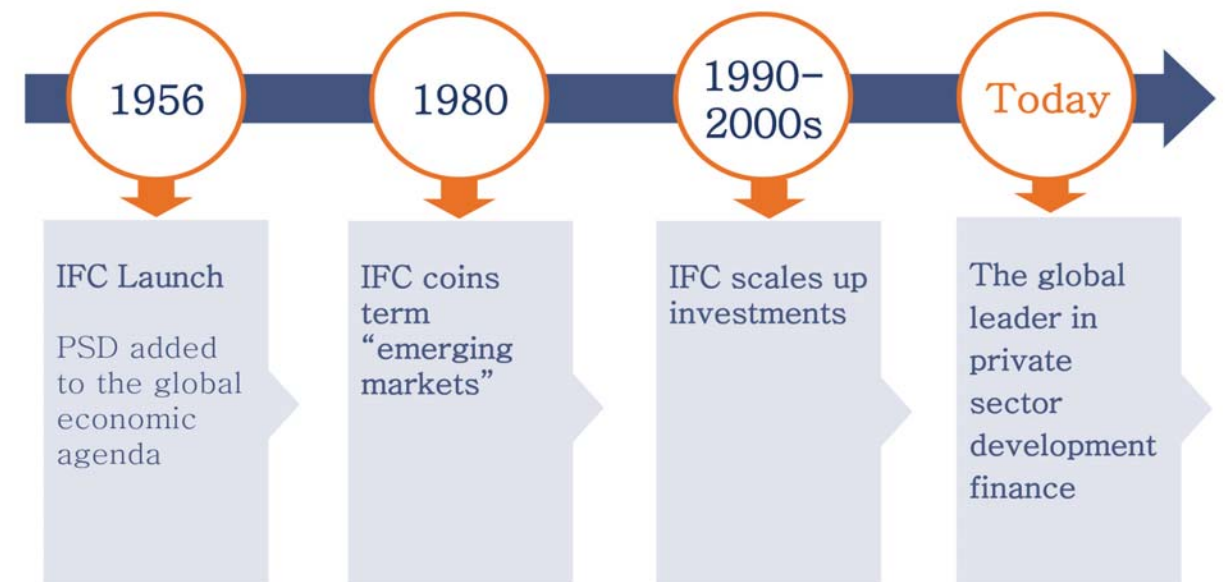 1956
1980
1990-
2000s
Today
IFC Launch
PSD added
to the global
economic
agenda
IFC coins
term
“emerging
markets”
IFC scales up
investments
The global
leader in
private
sector
development
finance